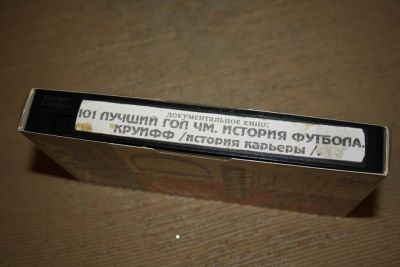 документальное кино:
101 ЛУЧШИЙ ГОЛ ЧМ. ИСТОРИЯ ФУТБОЛА.
КРУИФФ /история карьеры /.